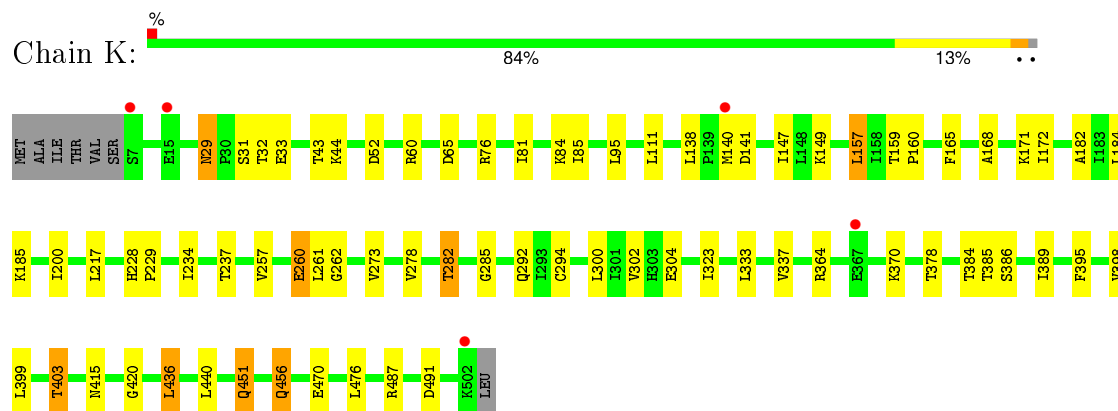 %
Chain K:
84%
13%
• •
MET ALA ILE THR VAL SER S7 E15 N29 P30 S31 T32 E33 T43 K44 D52 R60 D65 R76 I81 K84 I85 L95 L111 L138 P139 M140 D141 I147 L148 K149 L157 I158 T159 P160 F165 A168 K171 I172 A182 I183 L184
K185 I200 L217 H228 P229 I234 T237 V257 E260 L261 G262 V273 V278 T282 G285 Q292 I293 C294 L300 I301 V302 H303 E304 I323 L333 V337 R364 E367 K370 T378 T384 T385 S386 I389 F395 V398
L399 T403 N415 G420 L436 L440 Q451 Q456 E470 L476 R487 D491 K502 LEU